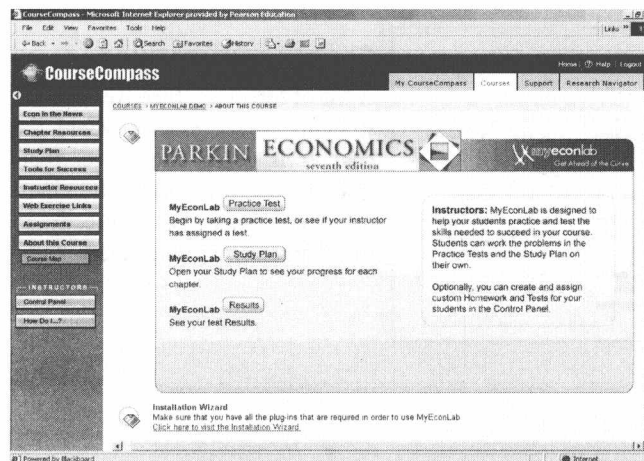 CourseCompass - Microsoft Internet Explorer provided by Pearson Education
File Edit View Favorites Tools Help
Links »
Back
Search Favorites History
CourseCompass
Home | Help | Logout
My CourseCompass Courses Support Research Navigator
COURSES > MYECONLAB DEMO > ABOUT THIS COURSE
Econ in the News
Chapter Resources
Study Plan
Tools for Success
Instructor Resources
Web Exercise Links
Assignments
About this Course
Course Map
INSTRUCTORS
Control Panel
How Do I...?
PARKIN ECONOMICS
seventh edition
myeconlab
Get Ahead of the Curve
MyEconLab Practice Test
Begin by taking a practice test, or see if your instructor
has assigned a test.
MyEconLab Study Plan
Open your Study Plan to see your progress for each
chapter.
MyEconLab Results
See your test Results.
Instructors: MyEconLab is designed to
help your students practice and test the
skills needed to succeed in your course.
Students can work the problems in the
Practice Tests and the Study Plan on
their own.
Optionally, you can create and assign
custom Homework and Tests for your
students in the Control Panel.
Installation Wizard
Make sure that you have all the plug-ins that are required in order to use MyEconLab
Click here to visit the Installation Wizard.
Powered by Blackboard
Internet